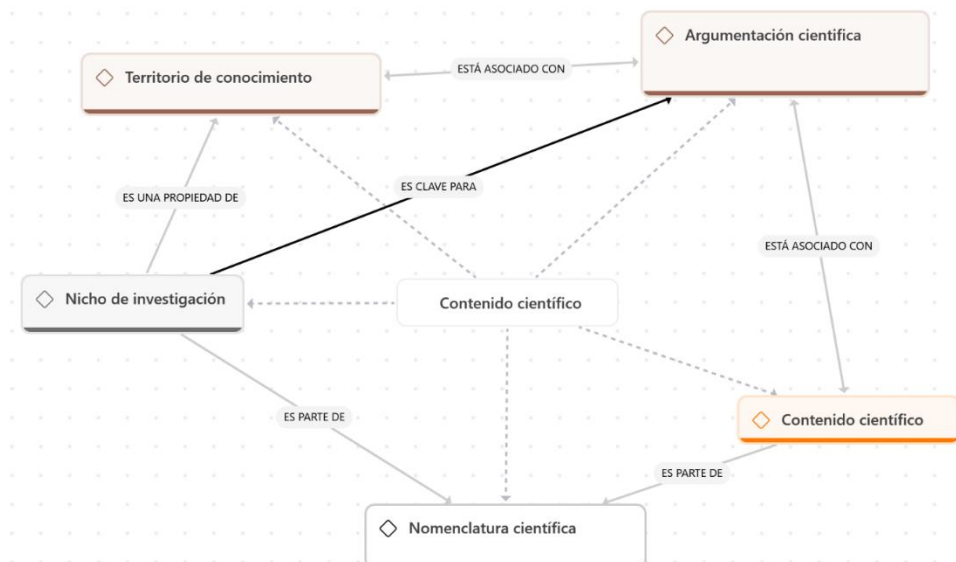 Argumentación cientifica
Territorio de conocimiento
ESTÁ ASOCIADO CON
ES UNA PROPIEDAD DE
ES CLAVE PARA
ESTÁ ASOCIADO CON
Nicho de investigación
Contenido científico
ES PARTE DE
Contenido científico
ES PARTE DE
Nomenclatura científica